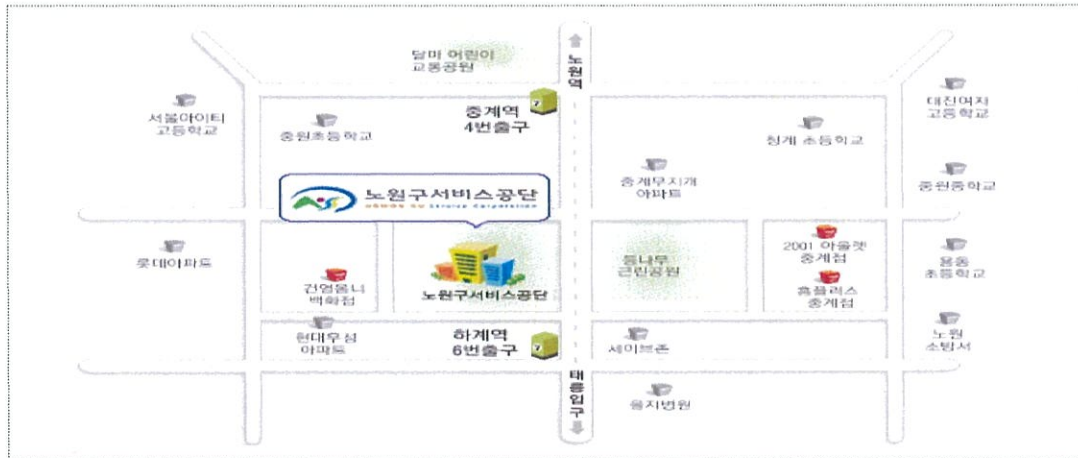 달마 어린이
교통공원
노원역
7
중계역
4번출구
서울아이티
고등학교
중원초등학교
청계 초등학교
대진여자
고등학교
중계무지개
아파트
중원중학교
노원구서비스공단
NOWON GU Service Corporation
롯데아파트
건영옴니
백화점
노원구서비스공단
등나무
근린공원
2001 아울렛
중계점
홈플러스
중계점
용동
초등학교
현대우성
아파트
하계역
6번출구
7
세이브존
노원
소방서
태릉입구
을지병원